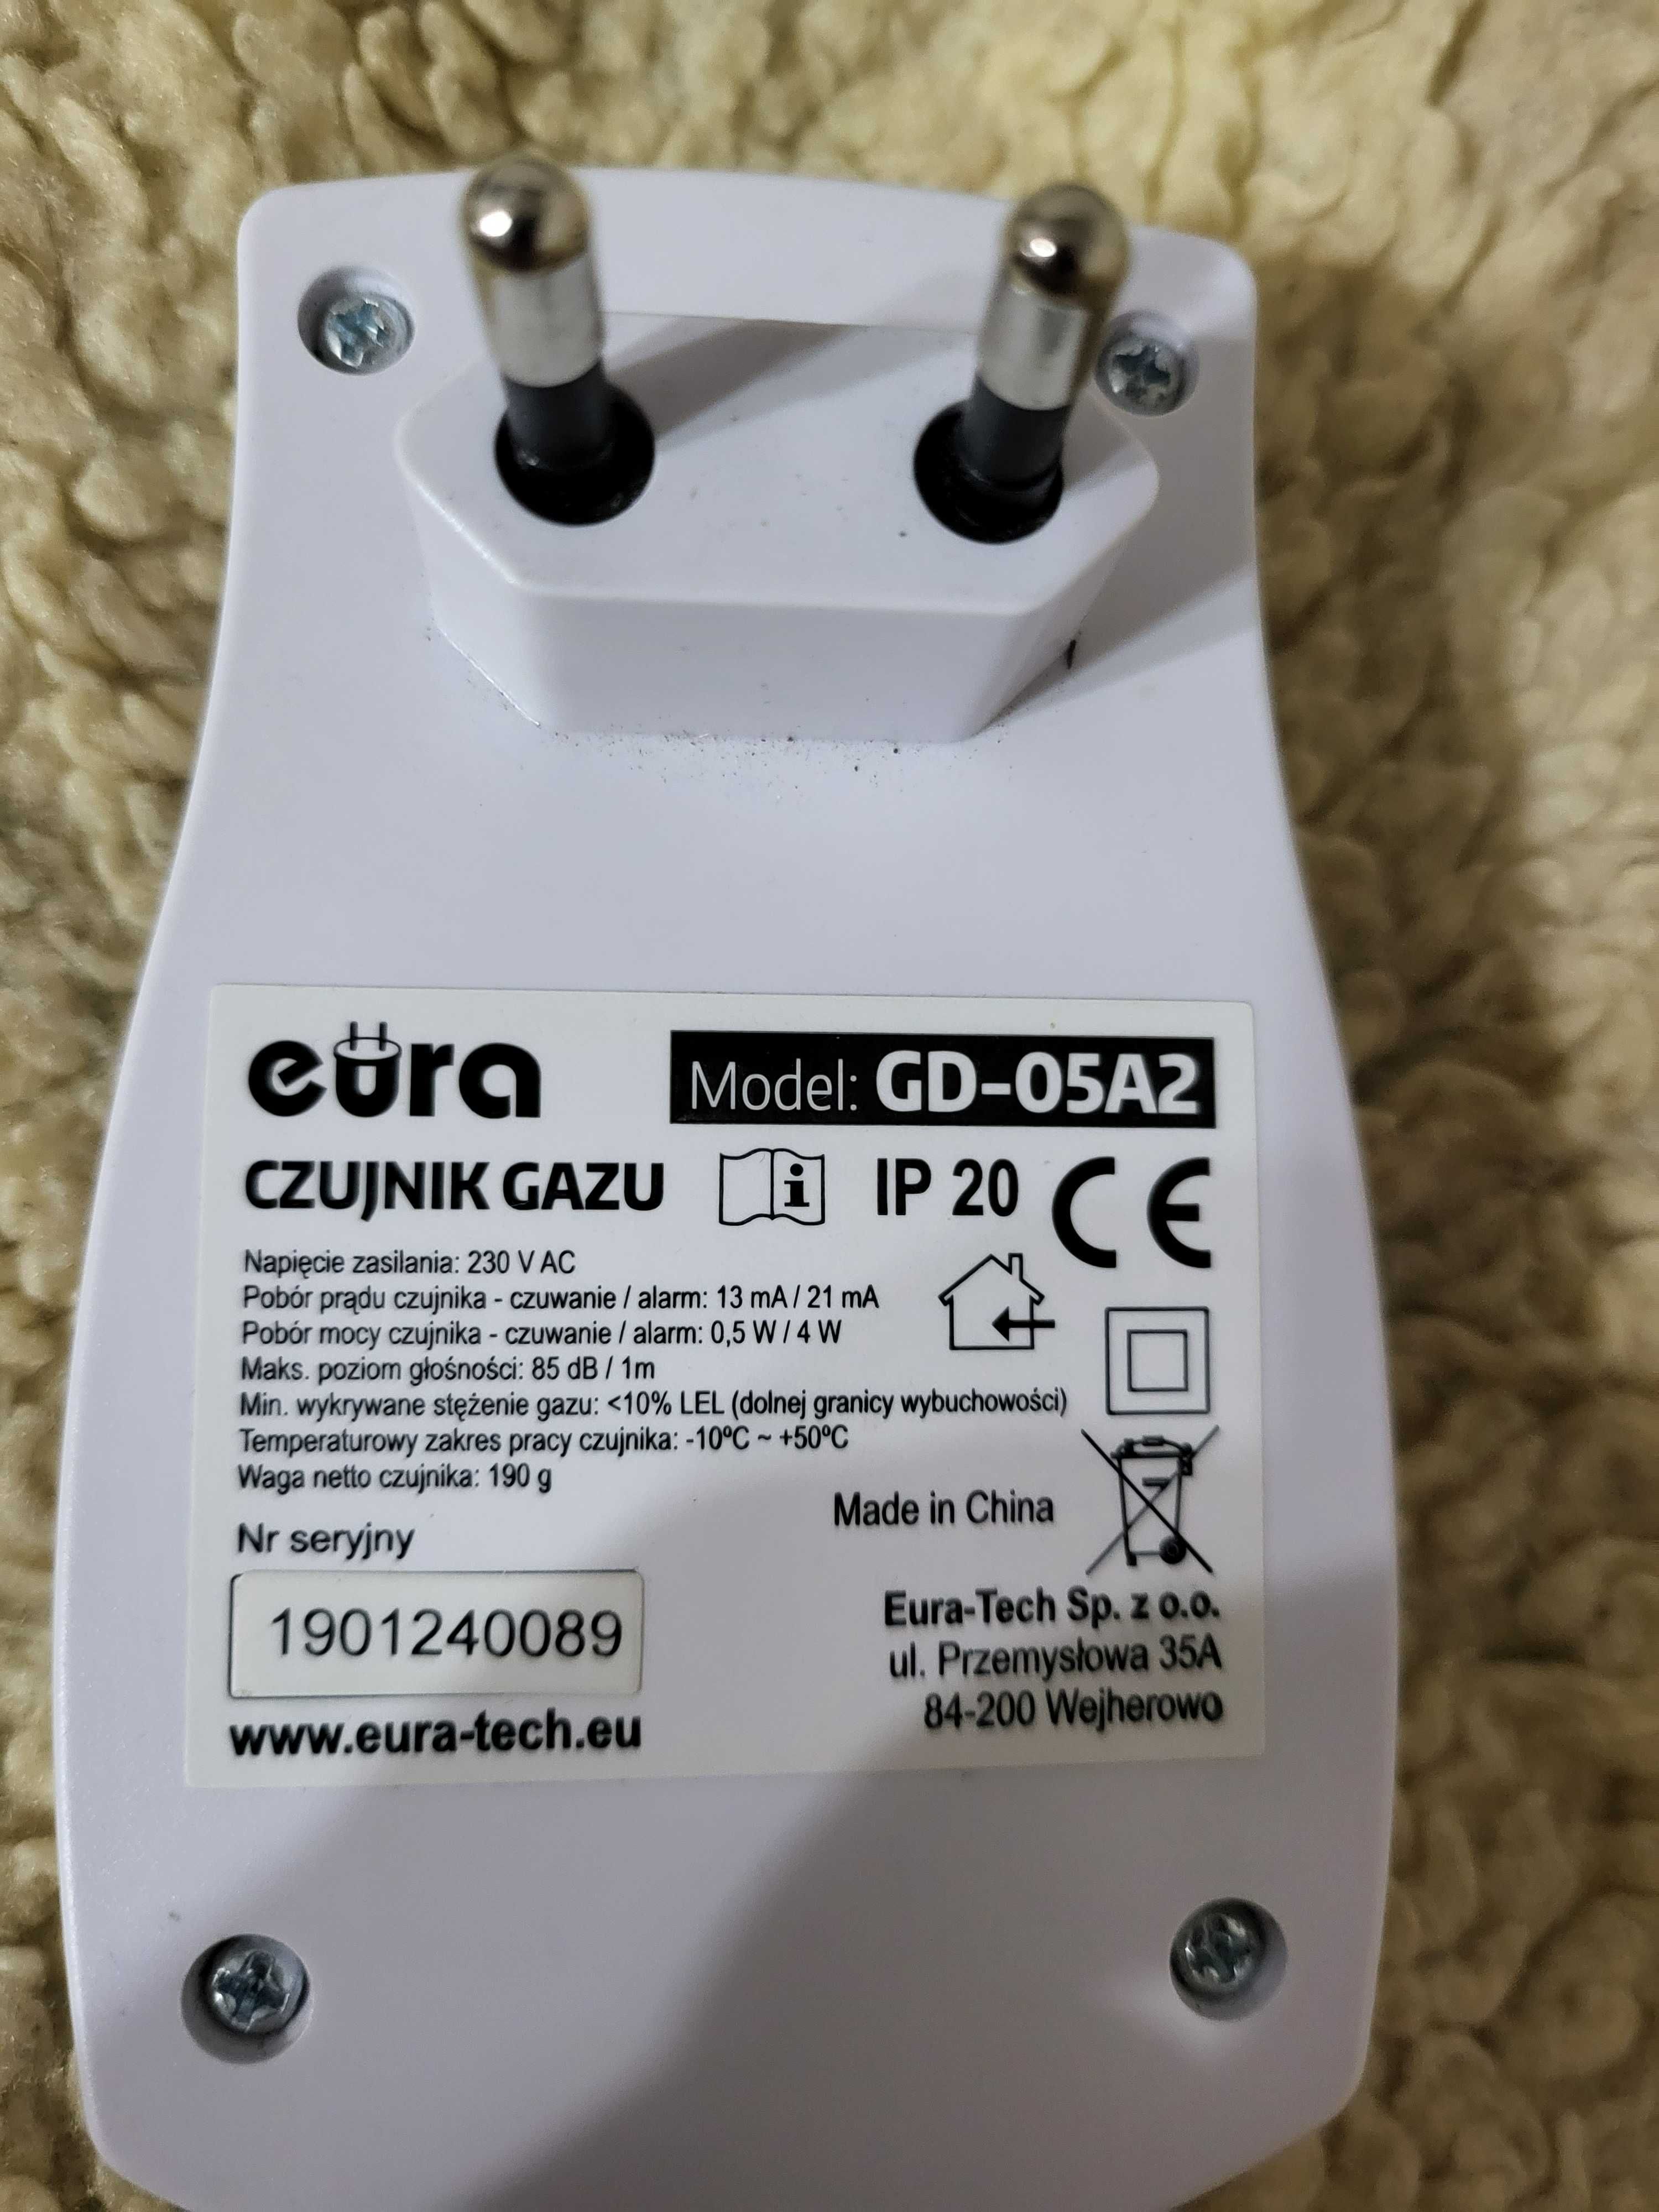 eura
Model: GD-05A2
CZUJNIK GAZU
i
IP 20
CE
Napięcie zasilania: 230 V AC
Pobór prądu czujnika - czuwanie / alarm: 13 mA / 21 mA
Pobór mocy czujnika - czuwanie / alarm: 0,5 W / 4 W
Maks. poziom głośności: 85 dB / 1m
Min. wykrywane stężenie gazu: <10% LEL (dolnej granicy wybuchowości)
Temperaturowy zakres pracy czujnika: -10ºC ~ +50ºC
Waga netto czujnika: 190 g
Made in China
Nr seryjny
1901240089
www.eura-tech.eu
Eura-Tech Sp. z o.o.
ul. Przemysłowa 35A
84-200 Wejherowo